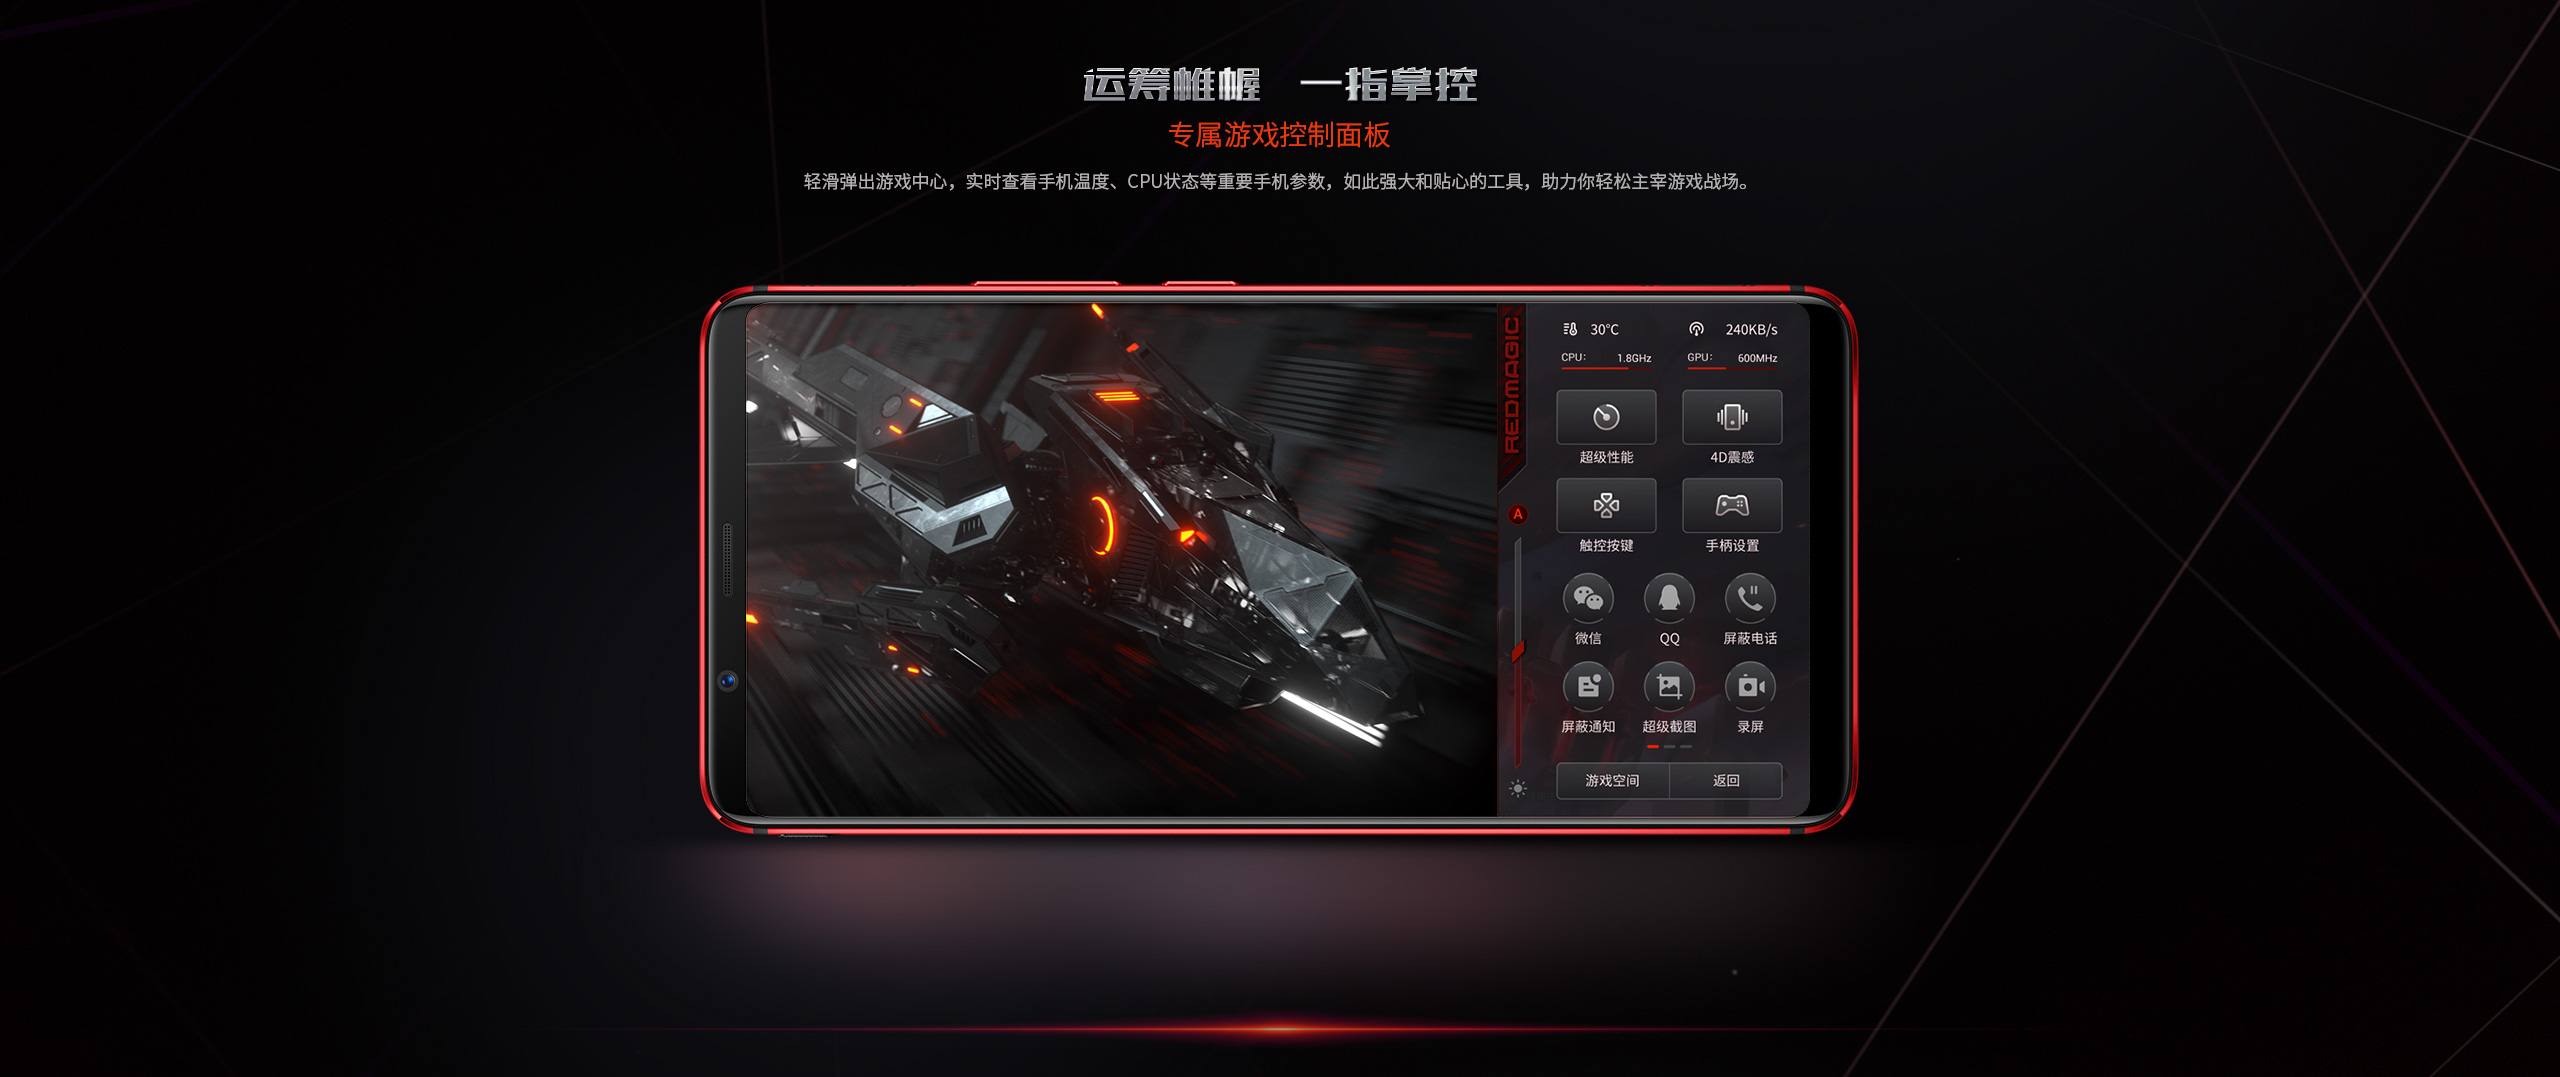 运筹帷幄 一指掌控
专属游戏控制面板
轻滑弹出游戏中心，实时查看手机温度、CPU状态等重要手机参数，如此强大和贴心的工具，助力你轻松主宰游戏战场。
REDMAGIC
30°C 240KB/s
CPU: 1.8GHz GPU: 600MHz
超级性能 4D震感
A
触控按键 手柄设置
微信 QQ 屏蔽电话
屏蔽通知 超级截图 录屏
游戏空间 返回